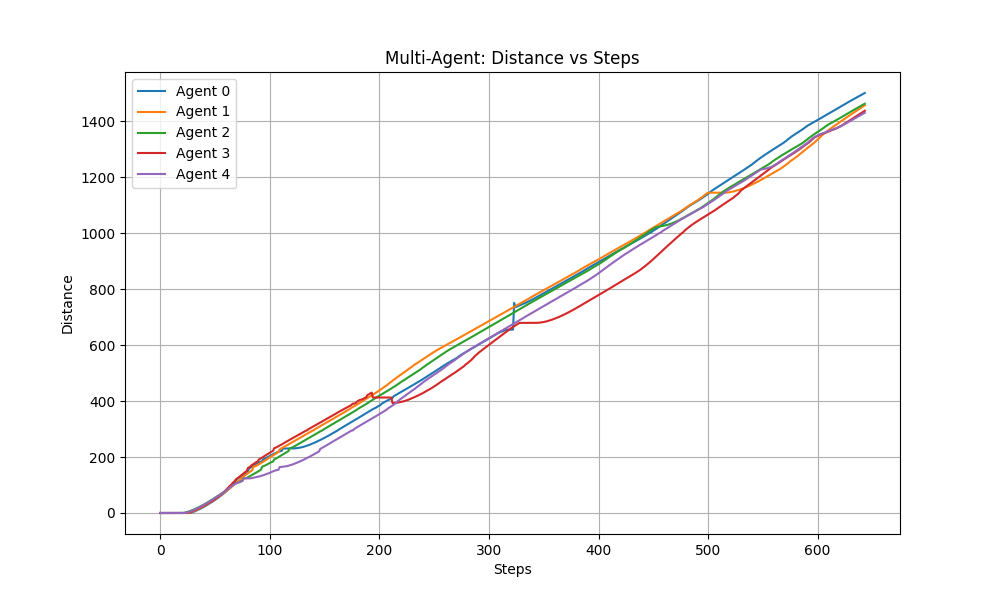 Multi-Agent: Distance vs Steps
Agent 0
Agent 1
Agent 2
Agent 3
Agent 4
1400
1200
1000
800
600
400
200
0
Distance
0 100 200 300 400 500 600
Steps